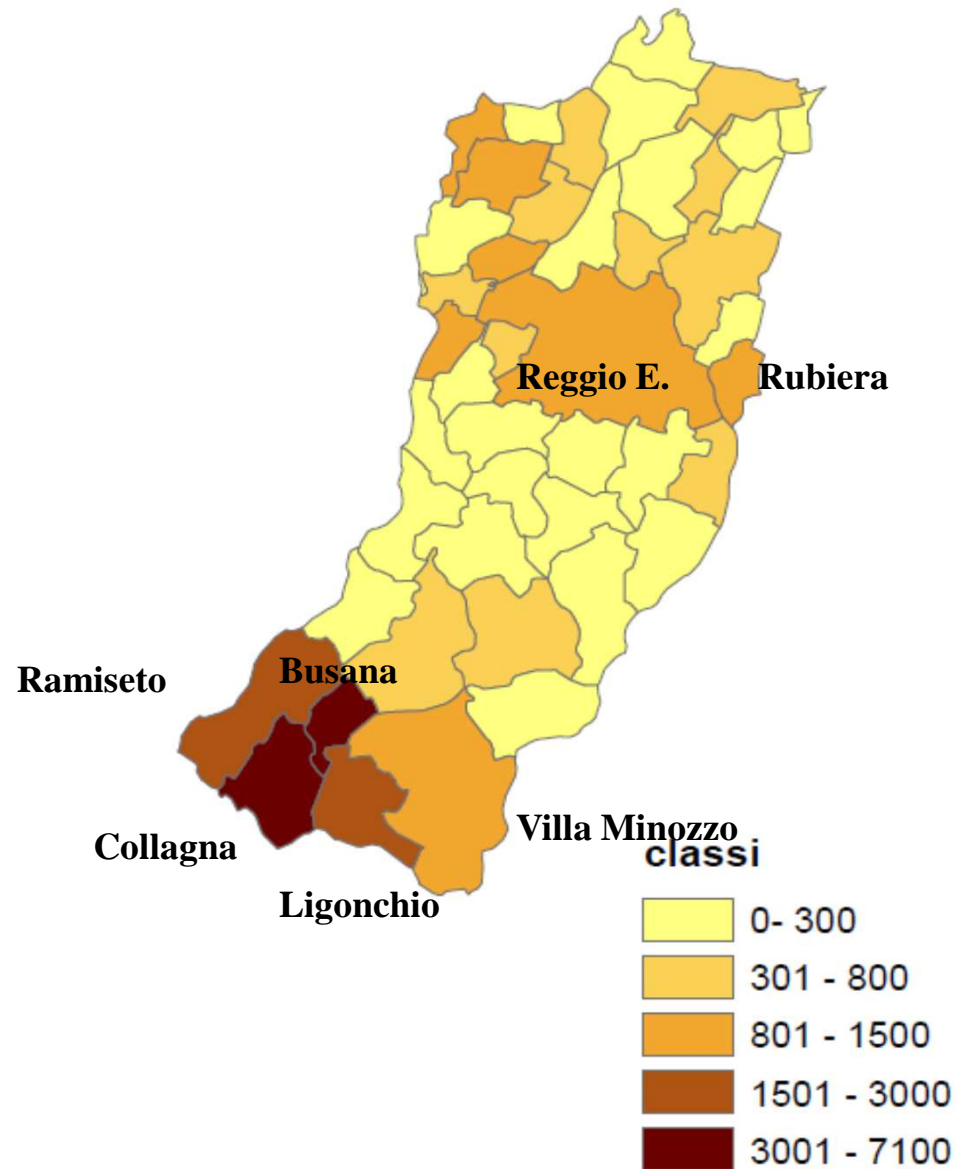 Reggio E.
Rubiera
Busana
Ramiseto
Villa Minozzo
Collagna
Ligonchio
classi
0- 300
301 - 800
801 - 1500
1501 - 3000
3001 - 7100